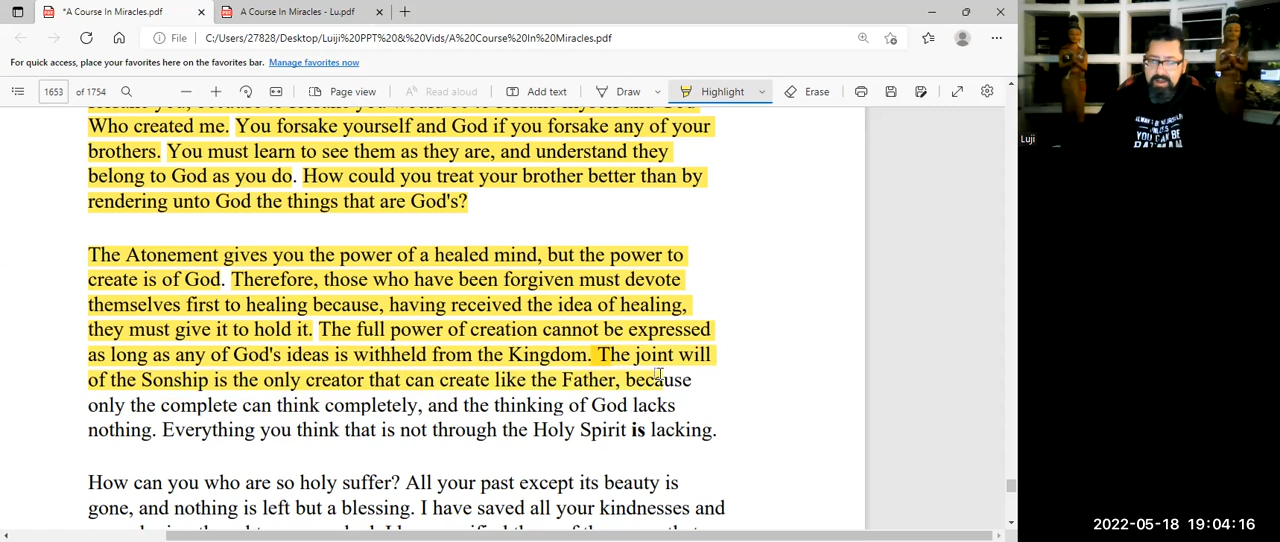 *A Course In Miracles.pdf
A Course In Miracles - Lu.pdf
File
C:/Users/27828/Desktop/Luiji%20PPT%20&%20Vids/A%20Course%20In%20Miracles.pdf
For quick access, place your favorites here on the favorites bar. Manage favorites now
1653 of 1754
Page view
Read aloud
Add text
Draw
Highlight
Erase
Who created me. You forsake yourself and God if you forsake any of your
brothers. You must learn to see them as they are, and understand they
belong to God as you do. How could you treat your brother better than by
rendering unto God the things that are God's?
The Atonement gives you the power of a healed mind, but the power to
create is of God. Therefore, those who have been forgiven must devote
themselves first to healing because, having received the idea of healing,
they must give it to hold it. The full power of creation cannot be expressed
as long as any of God's ideas is withheld from the Kingdom. The joint will
of the Sonship is the only creator that can create like the Father, because
only the complete can think completely, and the thinking of God lacks
nothing. Everything you think that is not through the Holy Spirit is lacking.
How can you who are so holy suffer? All your past except its beauty is
gone, and nothing is left but a blessing. I have saved all your kindnesses and
Luji
YOU CAN BE
BATMAN
2022-05-18 19:04:16